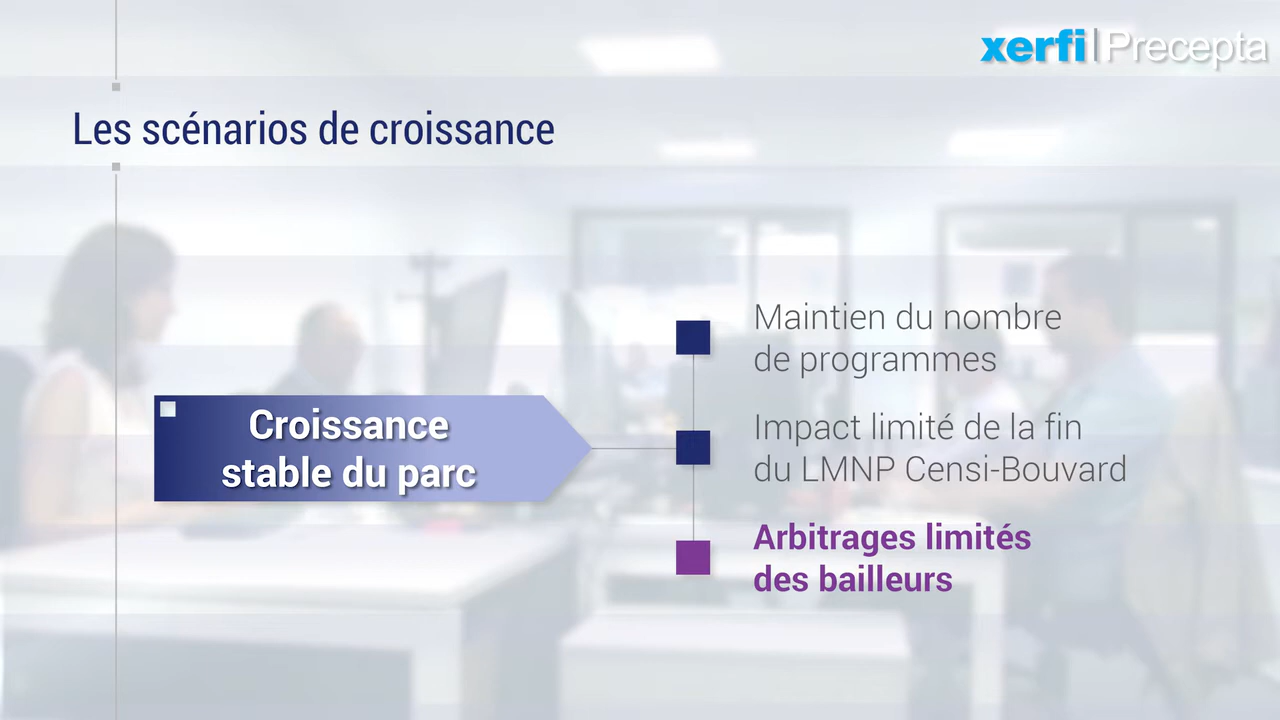 xerfi|Precepta
Les scénarios de croissance
Croissance
stable du parc
Maintien du nombre
de programmes
Impact limité de la fin
du LMNP Censi-Bouvard
Arbitrages limités
des bailleurs